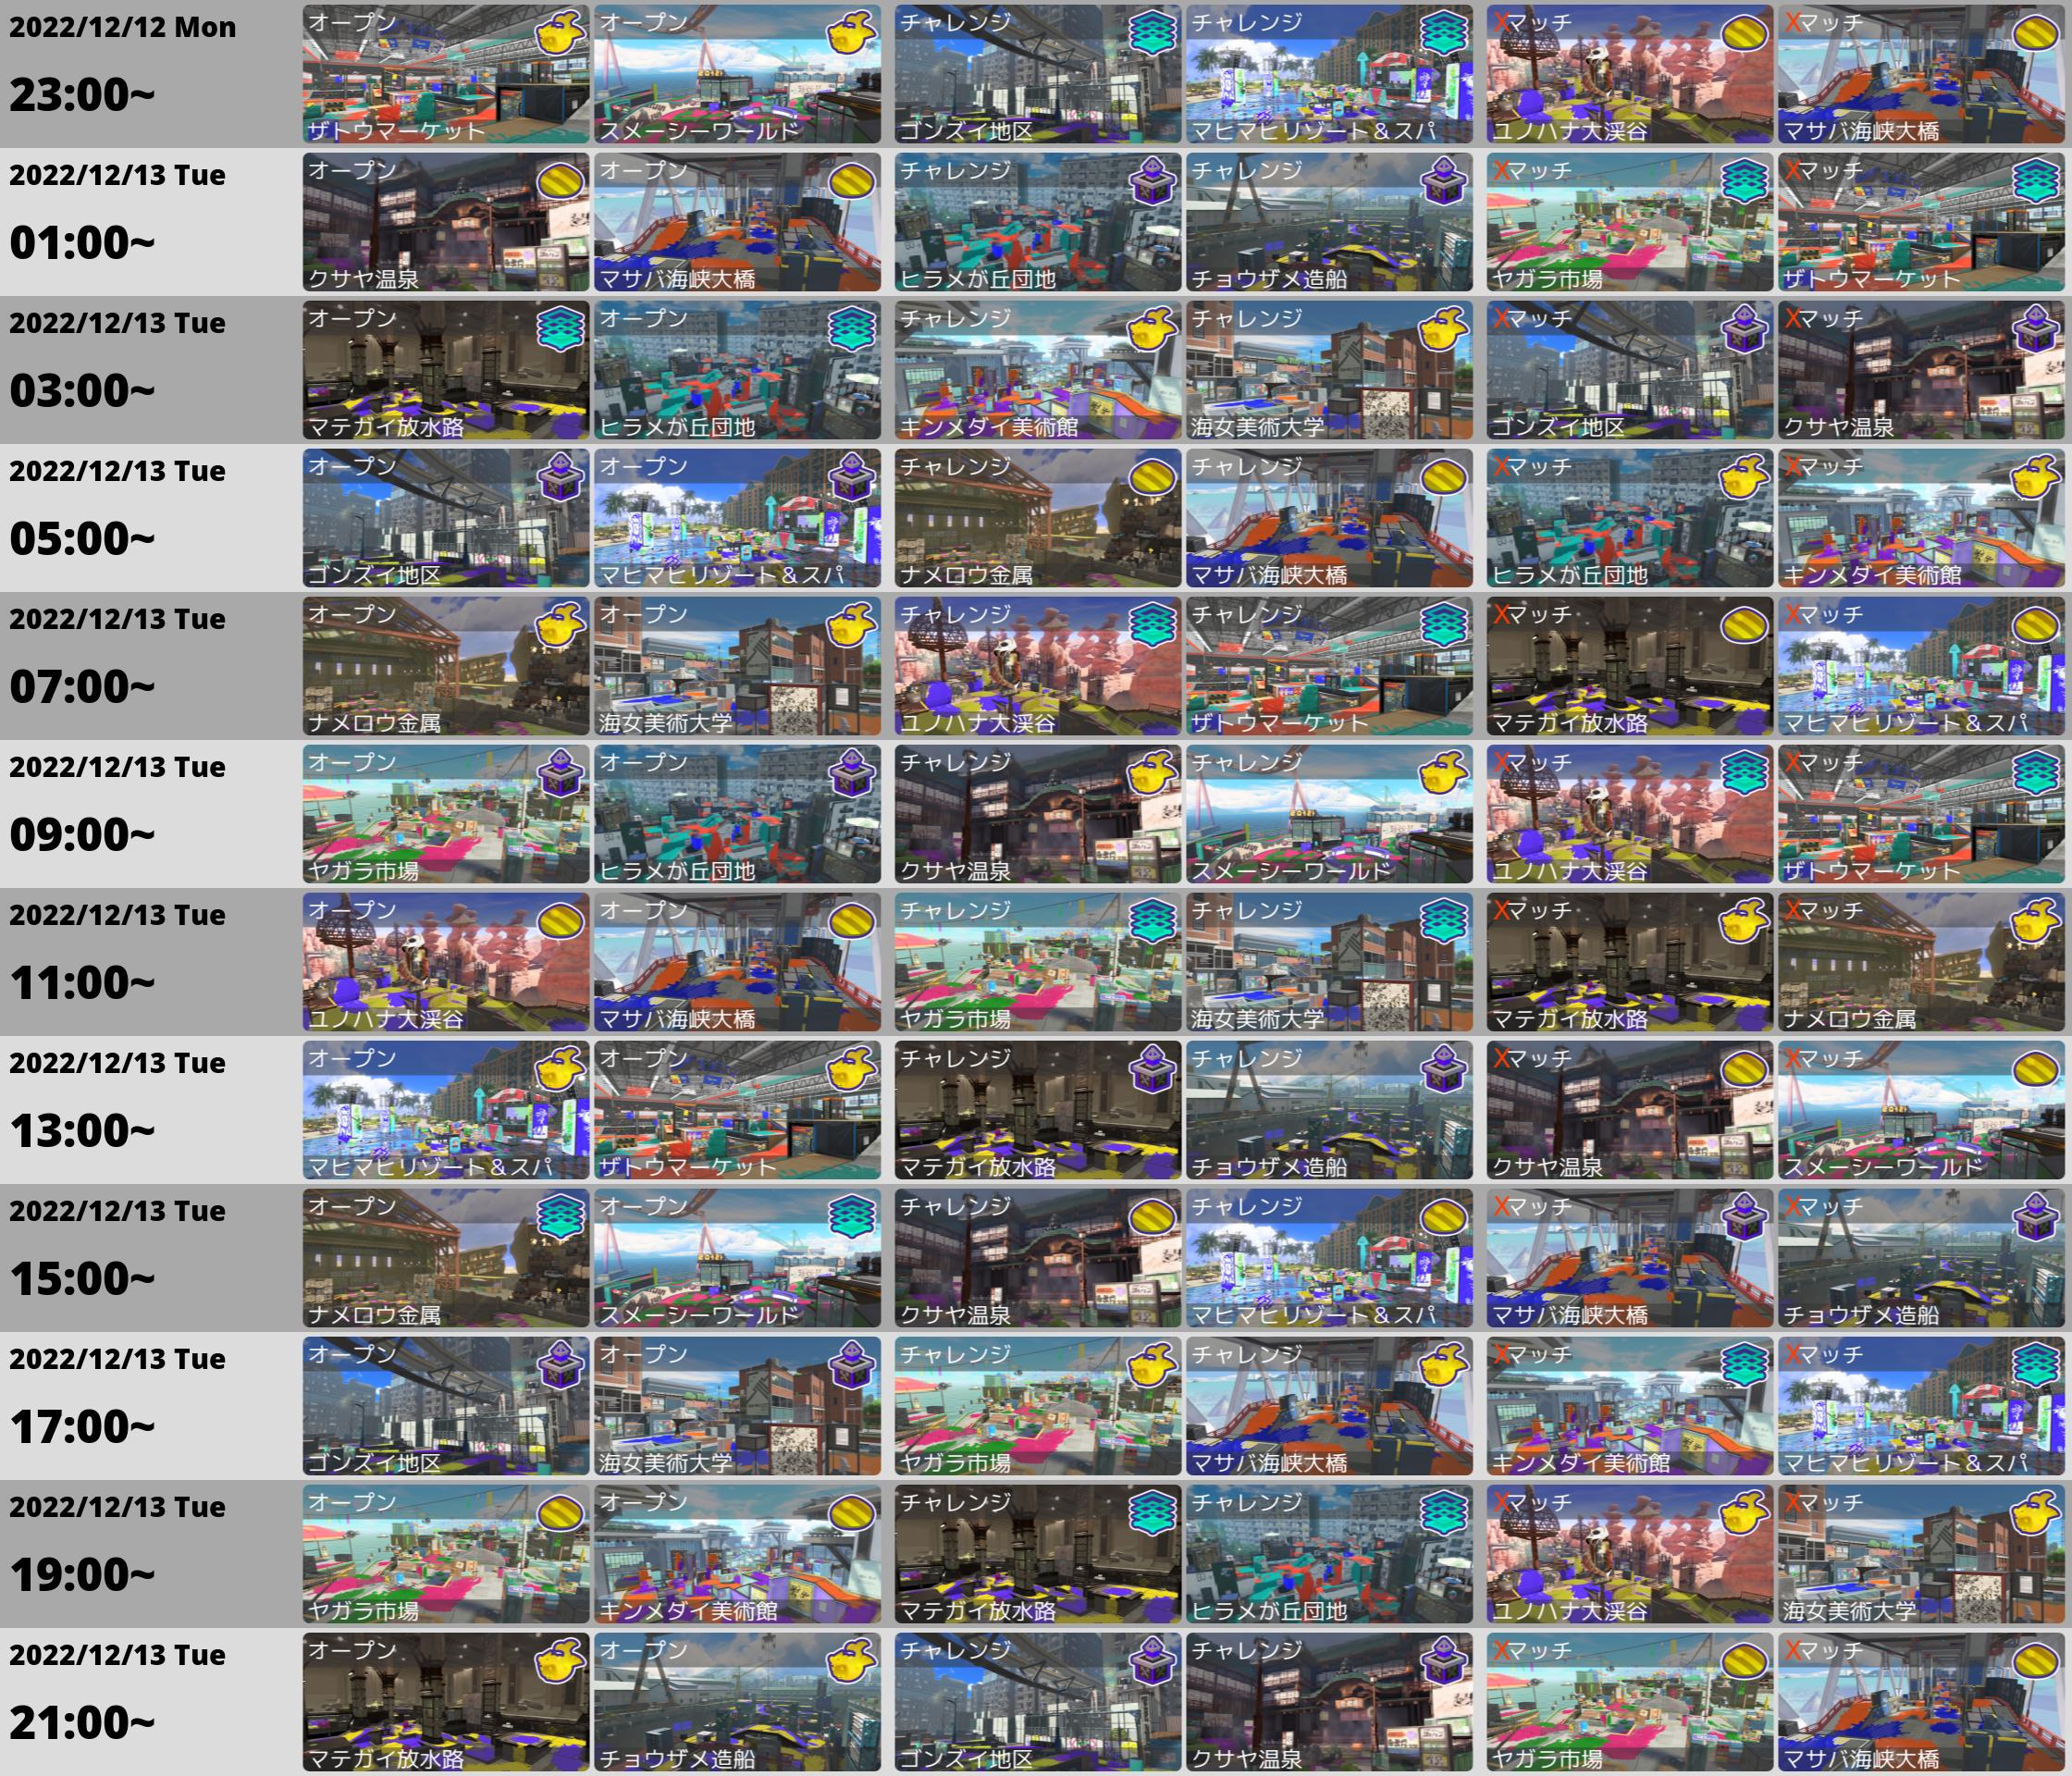 2022/12/12 Mon
23:00~
オープン オープン チャレンジ チャレンジ Xマッチ Xマッチ
ザトウマーケット スメーシーワールド ゴンズイ地区 マヒマヒリゾート＆スパ ユノハナ大渓谷 マサバ海峡大橋
2022/12/13 Tue
01:00~
オープン オープン チャレンジ チャレンジ Xマッチ Xマッチ
クサヤ温泉 マサバ海峡大橋 ヒラメが丘団地 チョウザメ造船 ヤガラ市場 ザトウマーケット
2022/12/13 Tue
03:00~
オープン オープン チャレンジ チャレンジ Xマッチ Xマッチ
マテガイ放水路 ヒラメが丘団地 キンメダイ美術館 海女美術大学 ゴンズイ地区 クサヤ温泉
2022/12/13 Tue
05:00~
オープン オープン チャレンジ チャレンジ Xマッチ Xマッチ
ゴンズイ地区 マヒマヒリゾート＆スパ ナメロウ金属 マサバ海峡大橋 ヒラメが丘団地 キンメダイ美術館
2022/12/13 Tue
07:00~
オープン オープン チャレンジ チャレンジ Xマッチ Xマッチ
ナメロウ金属 海女美術大学 ユノハナ大渓谷 ザトウマーケット マテガイ放水路 マヒマヒリゾート＆スパ
2022/12/13 Tue
09:00~
オープン オープン チャレンジ チャレンジ Xマッチ Xマッチ
ヤガラ市場 ヒラメが丘団地 クサヤ温泉 スメーシーワールド ユノハナ大渓谷 ザトウマーケット
2022/12/13 Tue
11:00~
オープン オープン チャレンジ チャレンジ Xマッチ Xマッチ
ユノハナ大渓谷 マサバ海峡大橋 ヤガラ市場 海女美術大学 マテガイ放水路 ナメロウ金属
2022/12/13 Tue
13:00~
オープン オープン チャレンジ チャレンジ Xマッチ Xマッチ
マヒマヒリゾート＆スパ ザトウマーケット マテガイ放水路 チョウザメ造船 クサヤ温泉 スメーシーワールド
2022/12/13 Tue
15:00~
オープン オープン チャレンジ チャレンジ Xマッチ Xマッチ
ナメロウ金属 スメーシーワールド クサヤ温泉 マヒマヒリゾート＆スパ マサバ海峡大橋 チョウザメ造船
2022/12/13 Tue
17:00~
オープン オープン チャレンジ チャレンジ Xマッチ Xマッチ
ゴンズイ地区 海女美術大学 ヤガラ市場 マサバ海峡大橋 キンメダイ美術館 マヒマヒリゾート＆スパ
2022/12/13 Tue
19:00~
オープン オープン チャレンジ チャレンジ Xマッチ Xマッチ
ヤガラ市場 キンメダイ美術館 マテガイ放水路 ヒラメが丘団地 ユノハナ大渓谷 海女美術大学
2022/12/13 Tue
21:00~
オープン オープン チャレンジ チャレンジ Xマッチ Xマッチ
マテガイ放水路 チョウザメ造船 ゴンズイ地区 クサヤ温泉 ヤガラ市場 マサバ海峡大橋